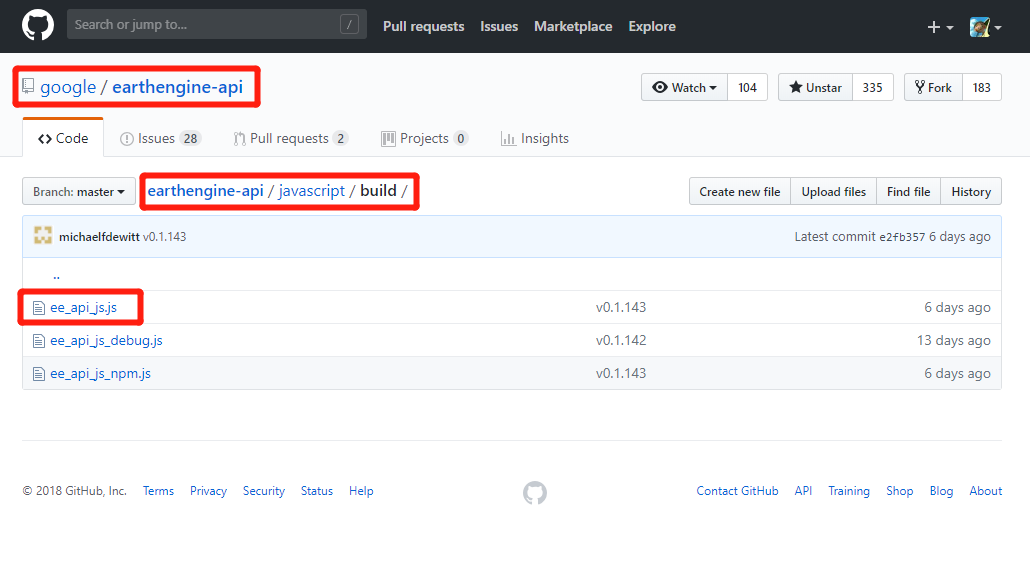 Search or jump to... / Pull requests Issues Marketplace Explore
google / earthengine-api Watch 104 Unstar 335 Fork 183
Code Issues 28 Pull requests 2 Projects 0 Insights
Branch: master earthengine-api / javascript / build / Create new file Upload files Find file History
michaelfdewitt v0.1.143 Latest commit e2fb357 6 days ago
..
ee_api_js.js v0.1.143 6 days ago
ee_api_js_debug.js v0.1.142 13 days ago
ee_api_js_npm.js v0.1.143 6 days ago
© 2018 GitHub, Inc. Terms Privacy Security Status Help Contact GitHub API Training Shop Blog About